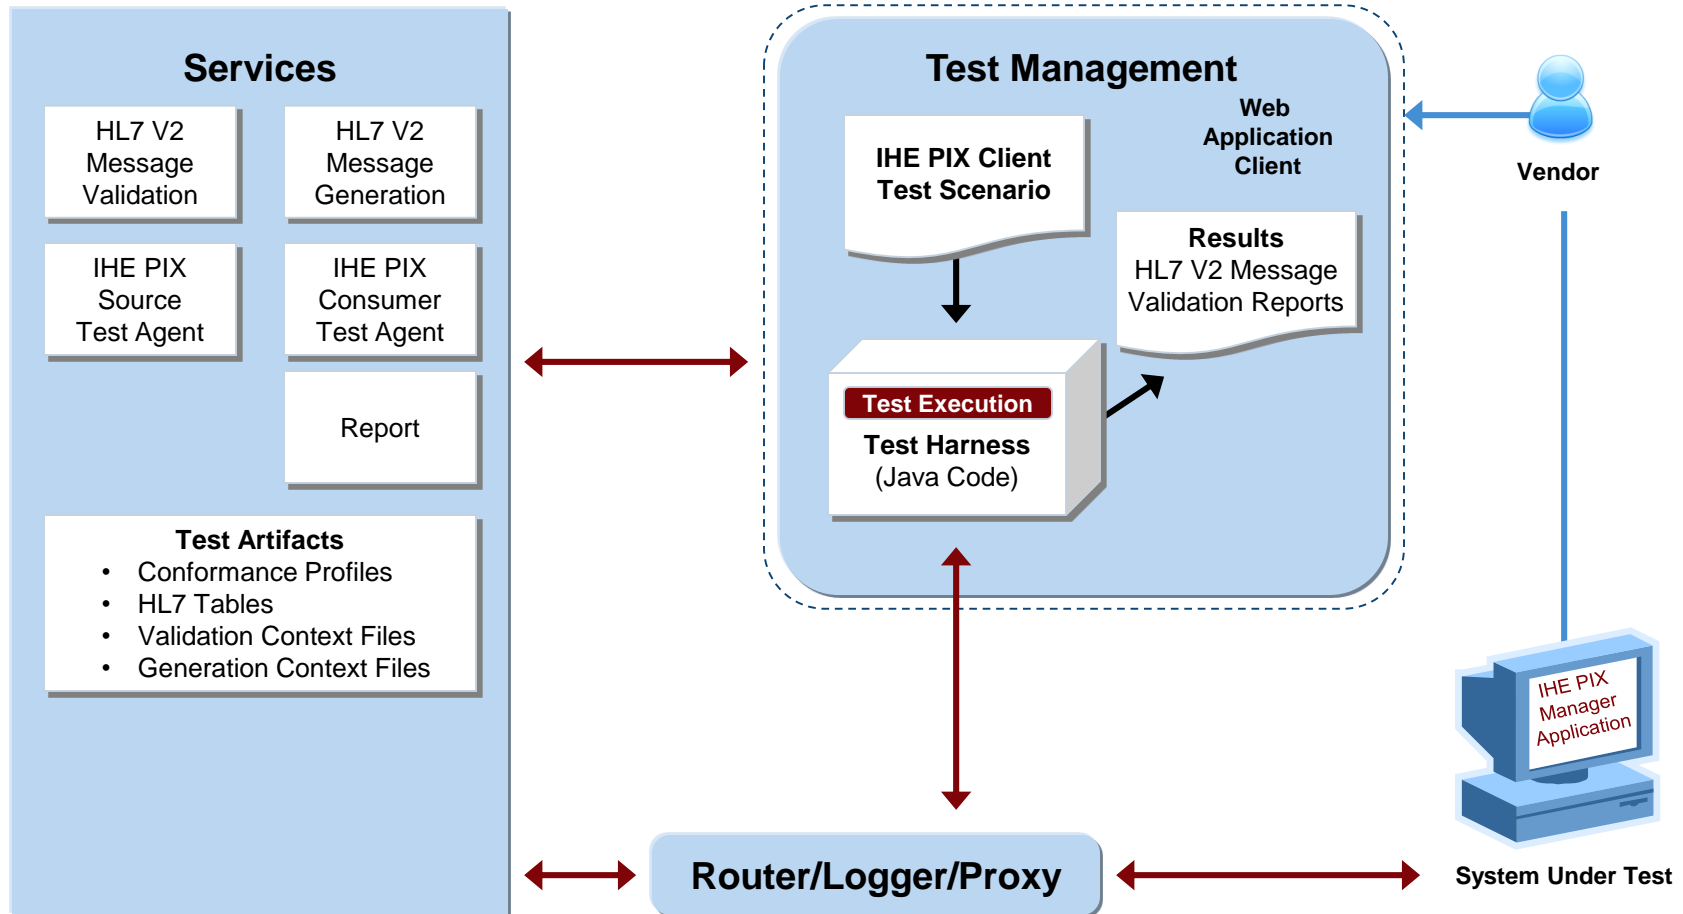 Services
HL7 V2
Message
Validation
HL7 V2
Message
Generation
IHE PIX
Source
Test Agent
IHE PIX
Consumer
Test Agent
Report
Test Artifacts
• Conformance Profiles
• HL7 Tables
• Validation Context Files
• Generation Context Files
Test Management
Web
Application
Client
IHE PIX Client
Test Scenario
Results
HL7 V2 Message
Validation Reports
Test Execution
Test Harness
(Java Code)
Router/Logger/Proxy
Vendor
IHE PIX
Manager
Application
System Under Test